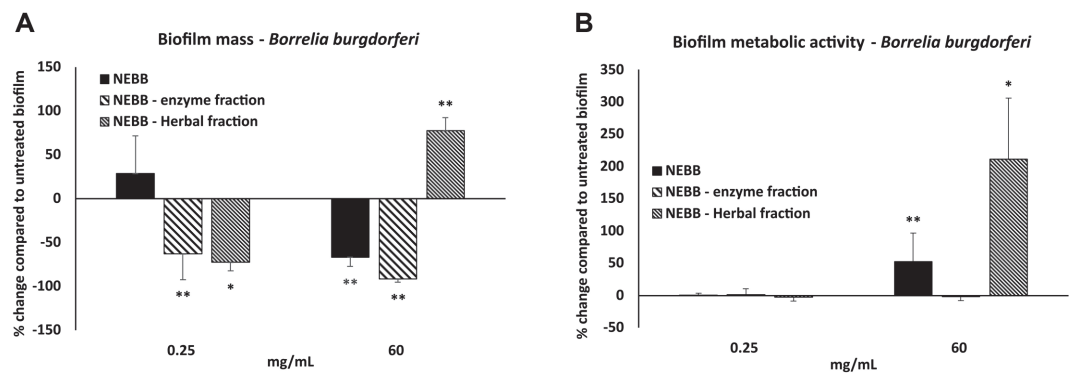 A
Biofilm mass - Borrelia burgdorferi
% change compared to untreated biofilm
150
100
50
0
-50
-100
-150
NEBB
NEBB - enzyme fraction
NEBB - Herbal fraction
**
*
**
**
**
0.25
60
mg/mL
B
Biofilm metabolic activity - Borrelia burgdorferi
% change compared to untreated biofilm
350
300
250
200
150
100
50
0
-50
NEBB
NEBB - enzyme fraction
NEBB - Herbal fraction
**
*
0.25
60
mg/mL